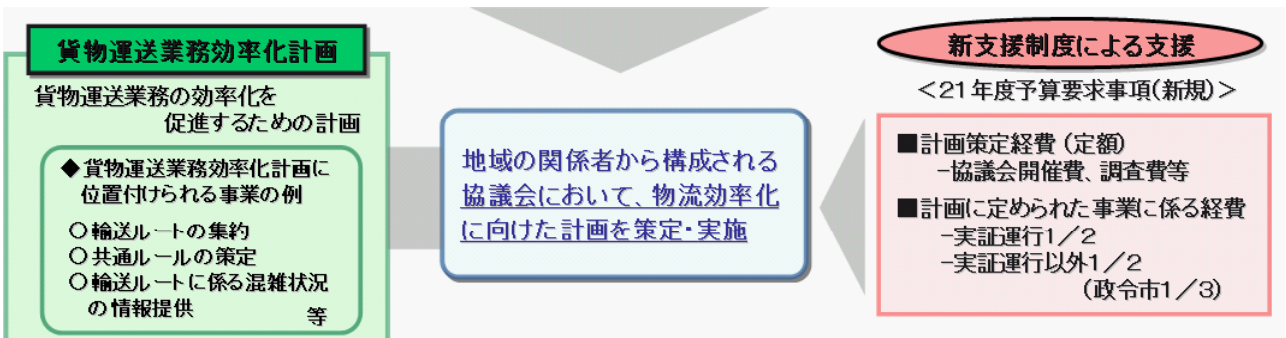 貨物運送業務効率化計画
貨物運送業務の効率化を
促進するための計画
◆貨物運送業務効率化計画に
位置付けられる事業の例
○輸送ルートの集約
○共通ルールの策定
○輸送ルートに係る混雑状況
の情報提供
等
地域の関係者から構成される
協議会において、物流効率化
に向けた計画を策定・実施
新支援制度による支援
＜21年度予算要求事項(新規)＞
■計画策定経費（定額）
−協議会開催費、調査費等
■計画に定められた事業に係る経費
−実証運行1／2
−実証運行以外1／2
（政令市1／3）